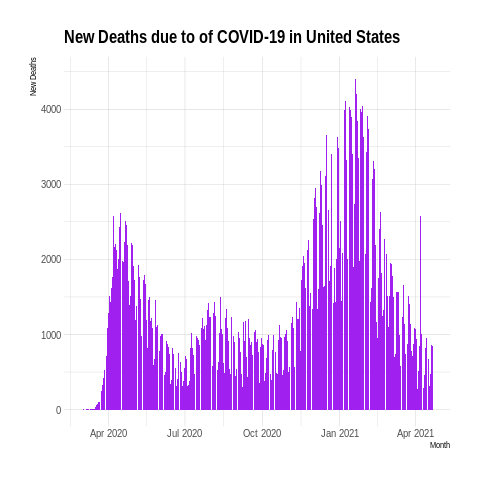 New Deaths due to of COVID-19 in United States
New Deaths
4000
3000
2000
1000
0
Apr 2020 Jul 2020 Oct 2020 Jan 2021 Apr 2021
Month